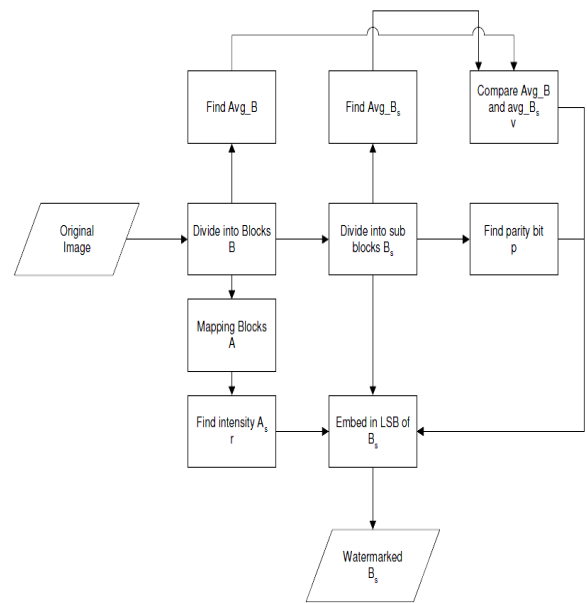 Find Avg_B
Find Avg_Bs
Compare Avg_B
and avg_Bs
v
Original
Image
Divide into Blocks
B
Divide into sub
blocks Bs
Find parity bit
p
Mapping Blocks
A
Find intensity As
r
Embed in LSB of
Bs
Watermarked
Bs